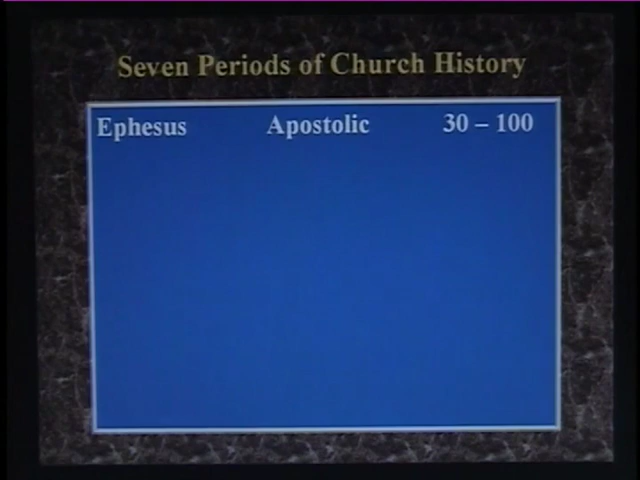 Seven Periods of Church History
Ephesus Apostolic 30 – 100